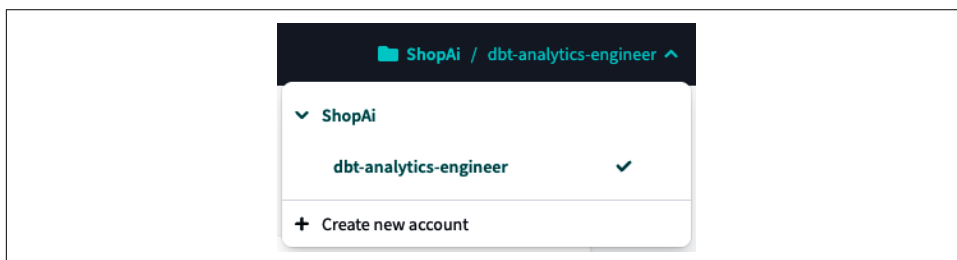 ShopAi / dbt-analytics-engineer
ShopAi
dbt-analytics-engineer
Create new account